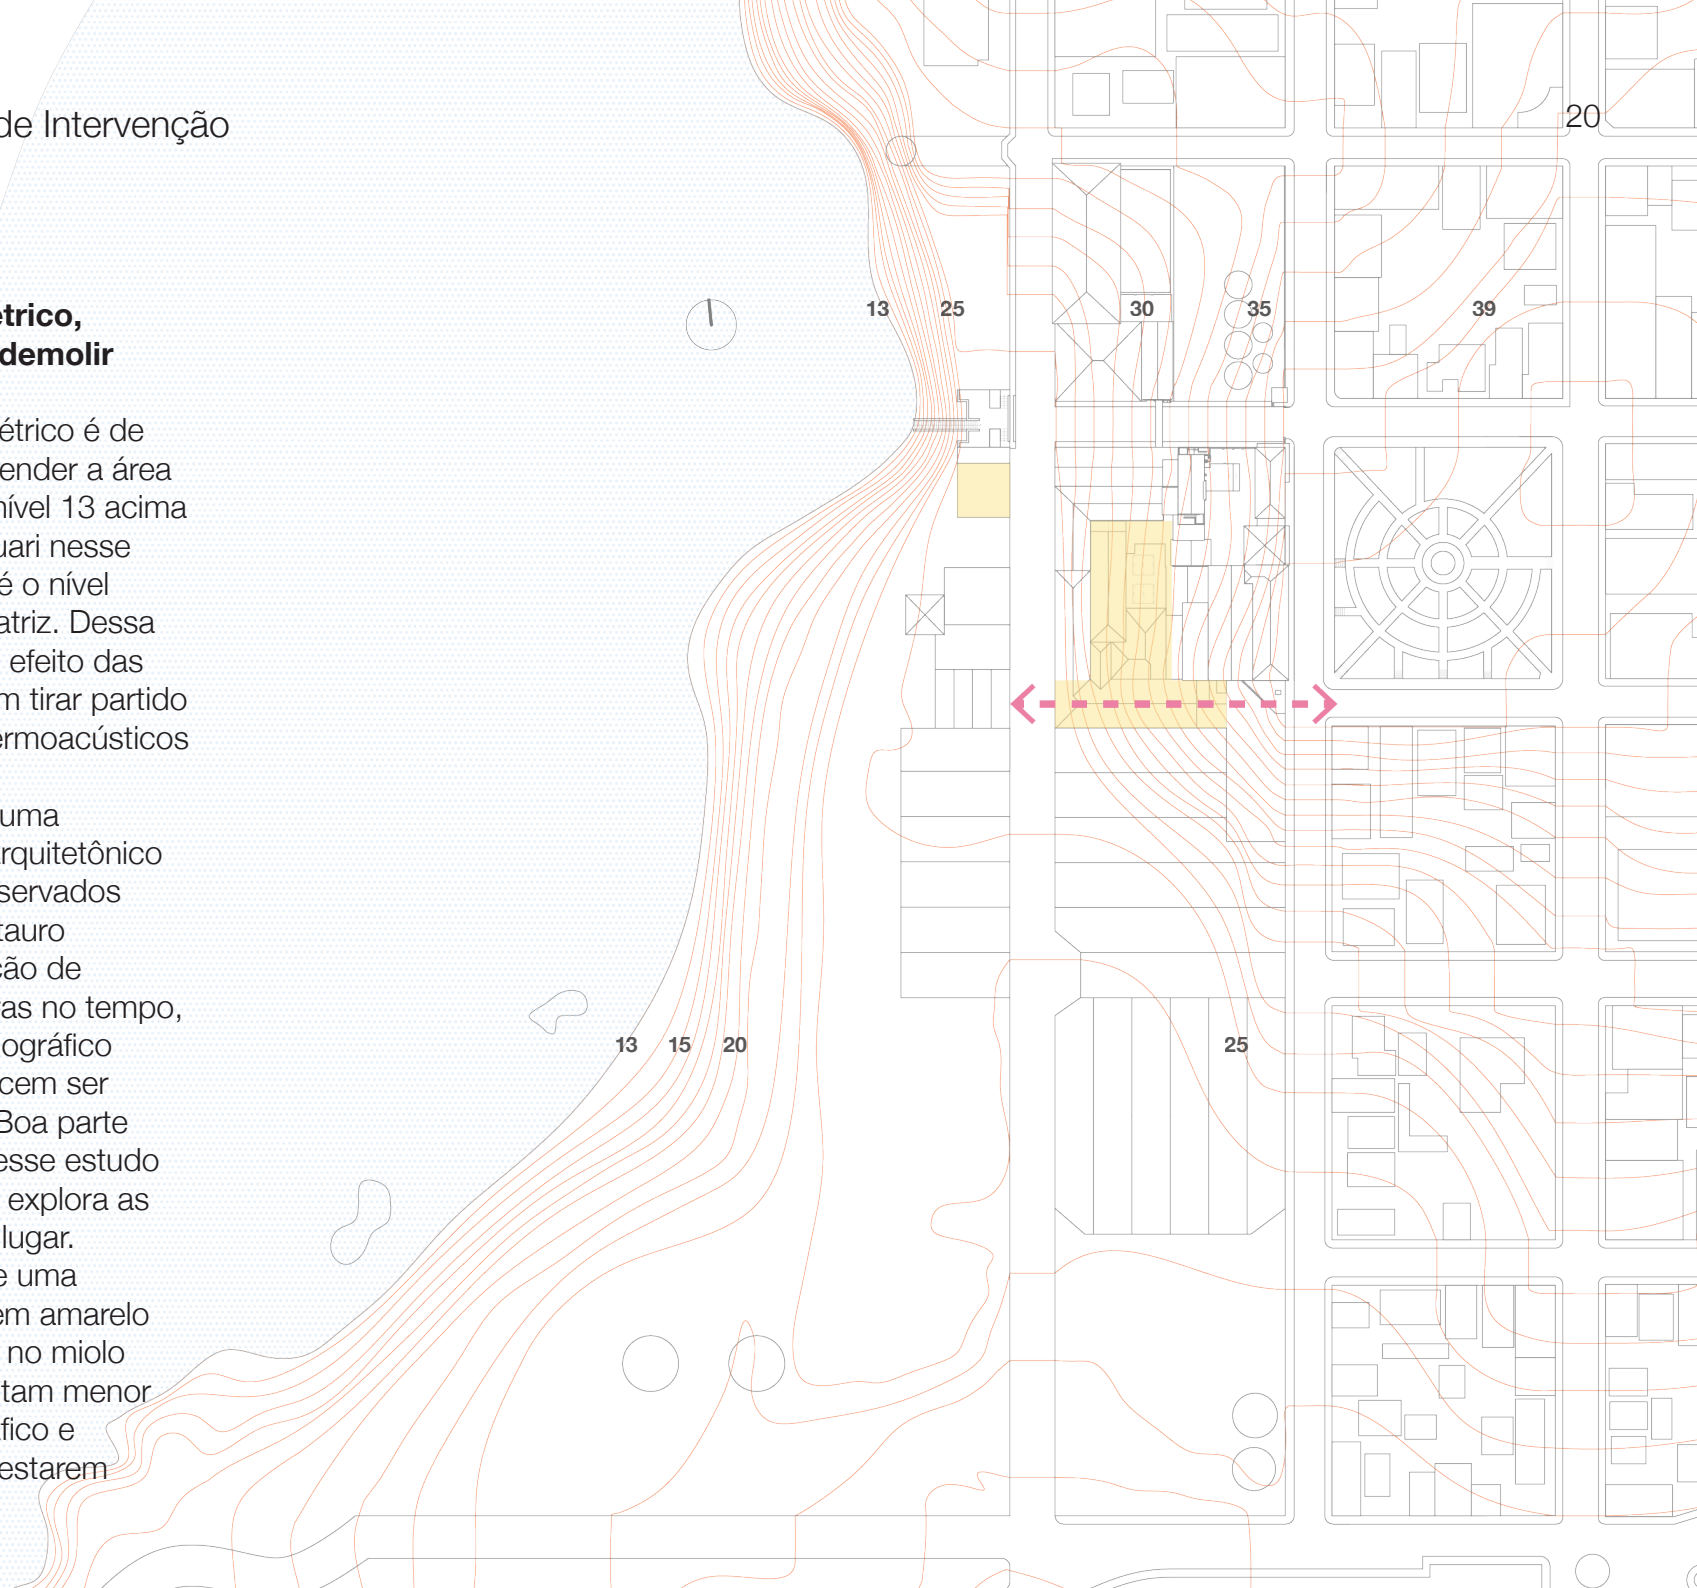 de Intervenção
20
étrico,
demolir
étrico é de
ender a área
nível 13 acima
uari nesse
é o nível
atriz. Dessa
efeito das
m tirar partido
ermoacústicos
uma
arquitetônico
servados
tauro
ção de
ras no tempo,
ográfico
cem ser
Boa parte
esse estudo
explora as
lugar.
e uma
em amarelo
no miolo
tam menor
fico e
estarem
13 25 30 35 39
13 15 20 25